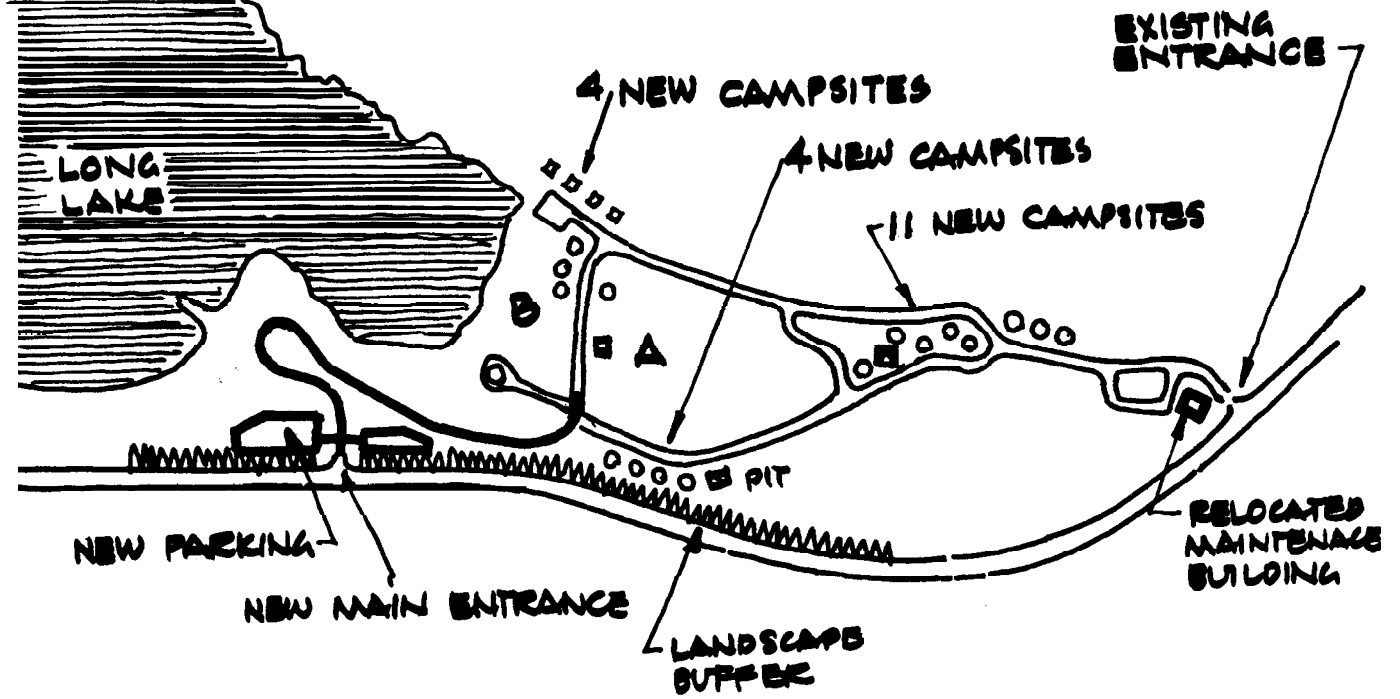 EXISTING
ENTRANCE
4 NEW CAMPSITES
4 NEW CAMPSITES
LONG
LAKE
11 NEW CAMPSITES
PIT
RELOCATED
MAINTENACE
BUILDING
NEW PARKING
NEW MAIN ENTRANCE
LANDSCAPE
BUFFER